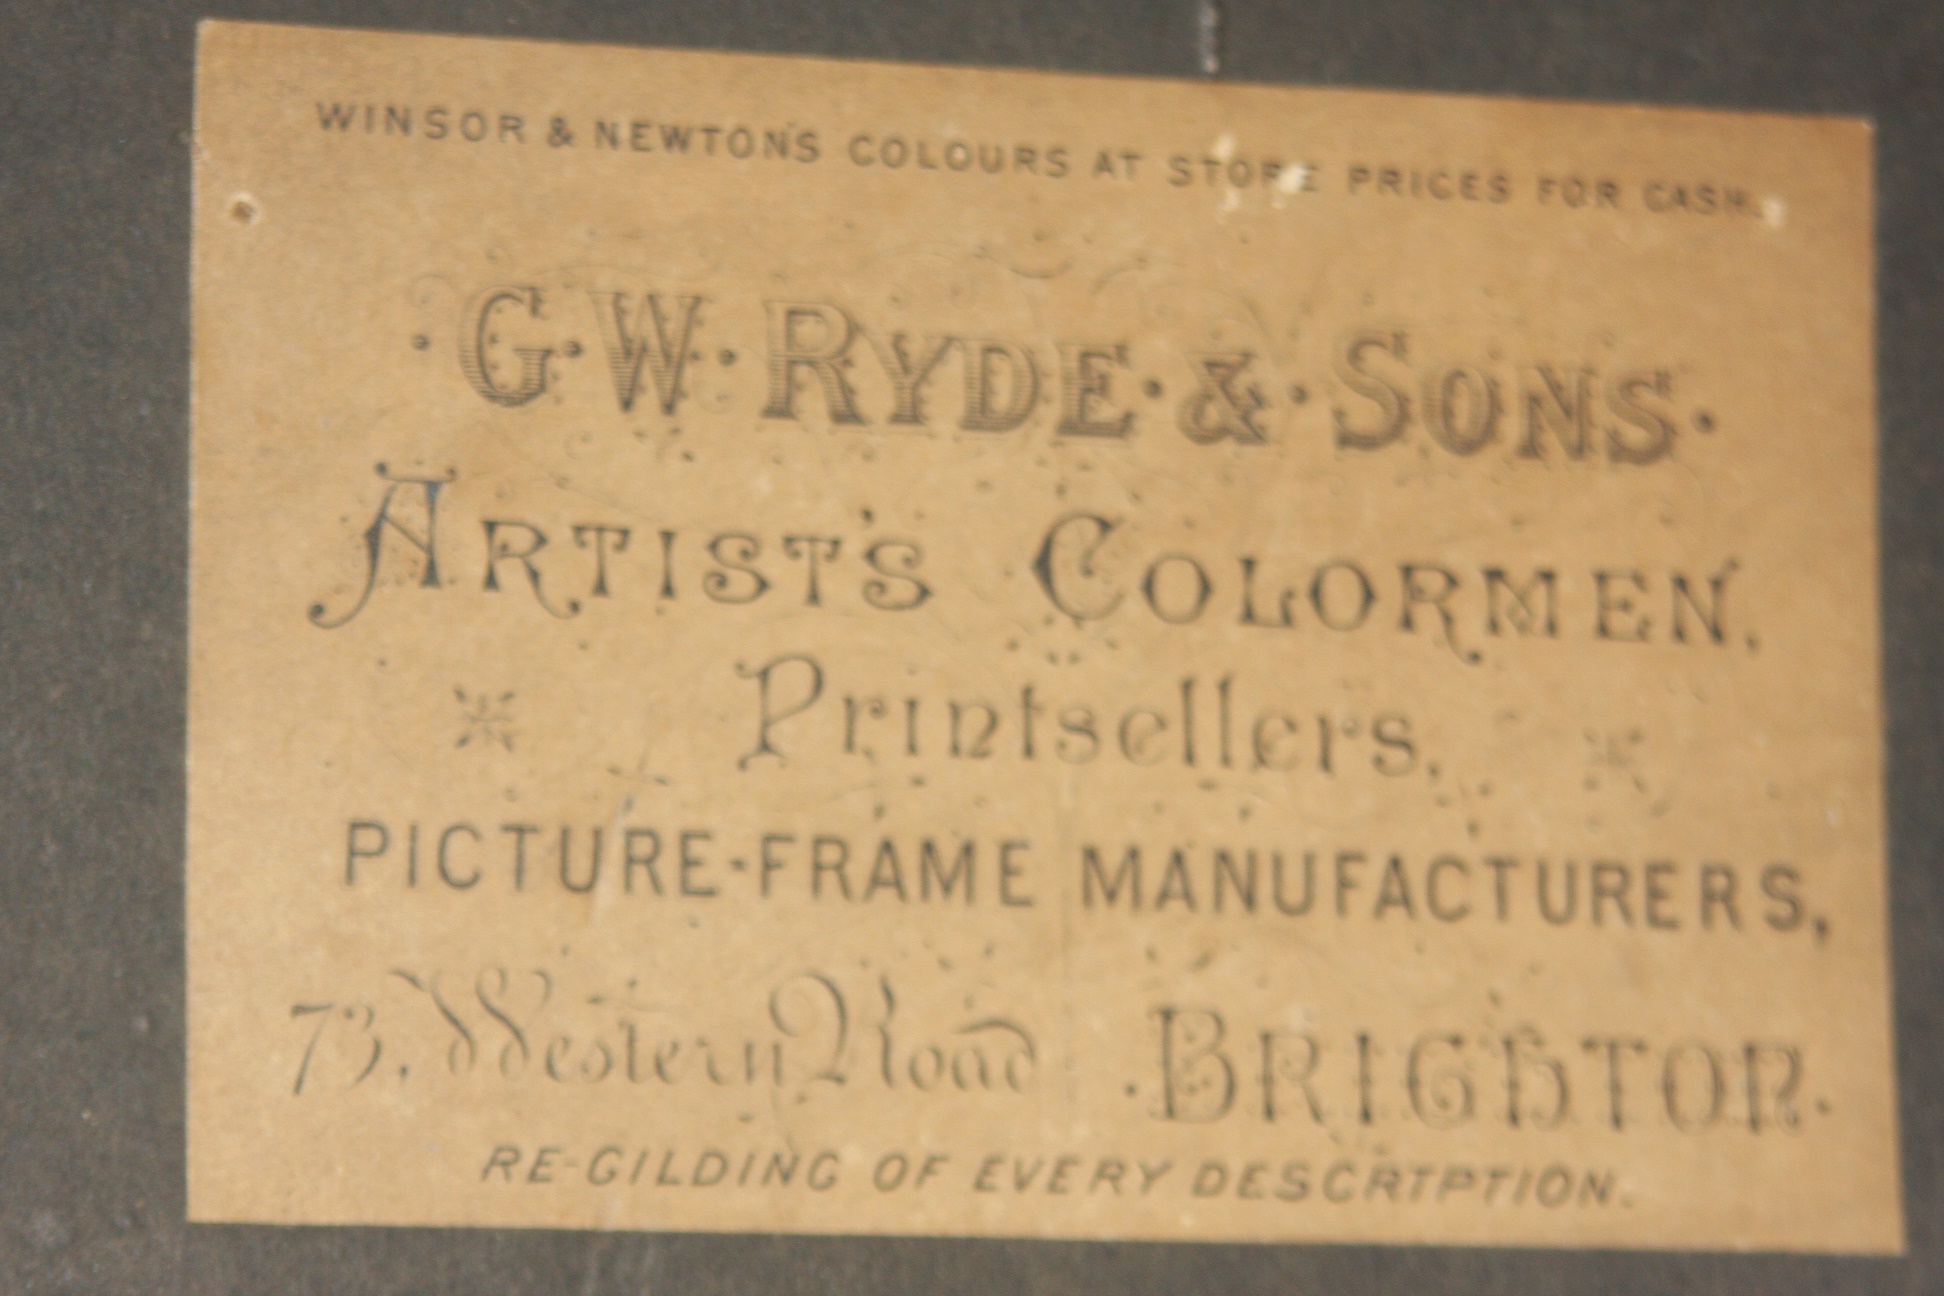 WINSOR & NEWTON'S COLOURS AT STORE PRICES FOR CASH.
·G·W·RYDE·&·SONS·
ARTIST'S COLORMEN,
Printsellers,
PICTURE-FRAME MANUFACTURERS,
73, Western Road ·BRIGHTON·
RE-GILDING OF EVERY DESCRIPTION.